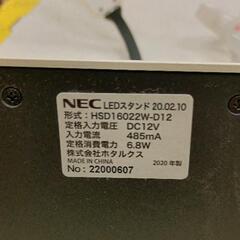 NEC LEDスタンド 20.02.10
形式：HSD16022W-D12
定格入力電圧 DC12V
入力電流 485mA
定格消費電力 6.8W
株式会社ホタルクス
MADE IN CHINA 2020 年製
No: 22000607